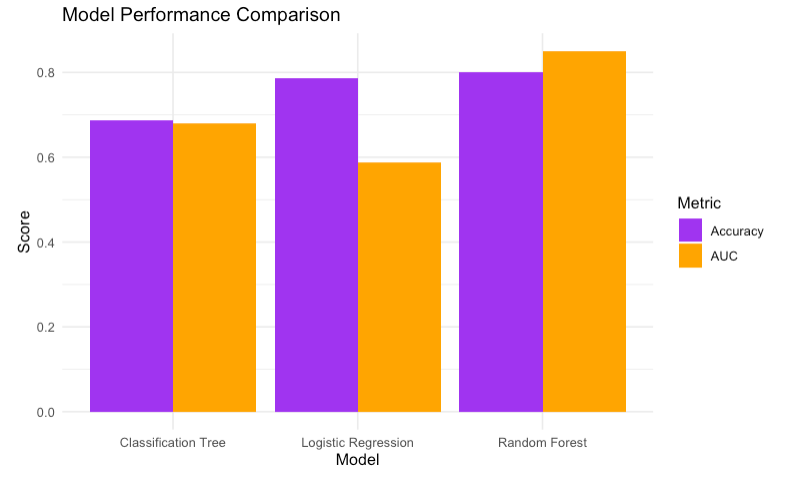 Model Performance Comparison
Score
0.8
0.6
0.4
0.2
0.0
Classification Tree
Logistic Regression
Random Forest
Model
Metric
Accuracy
AUC